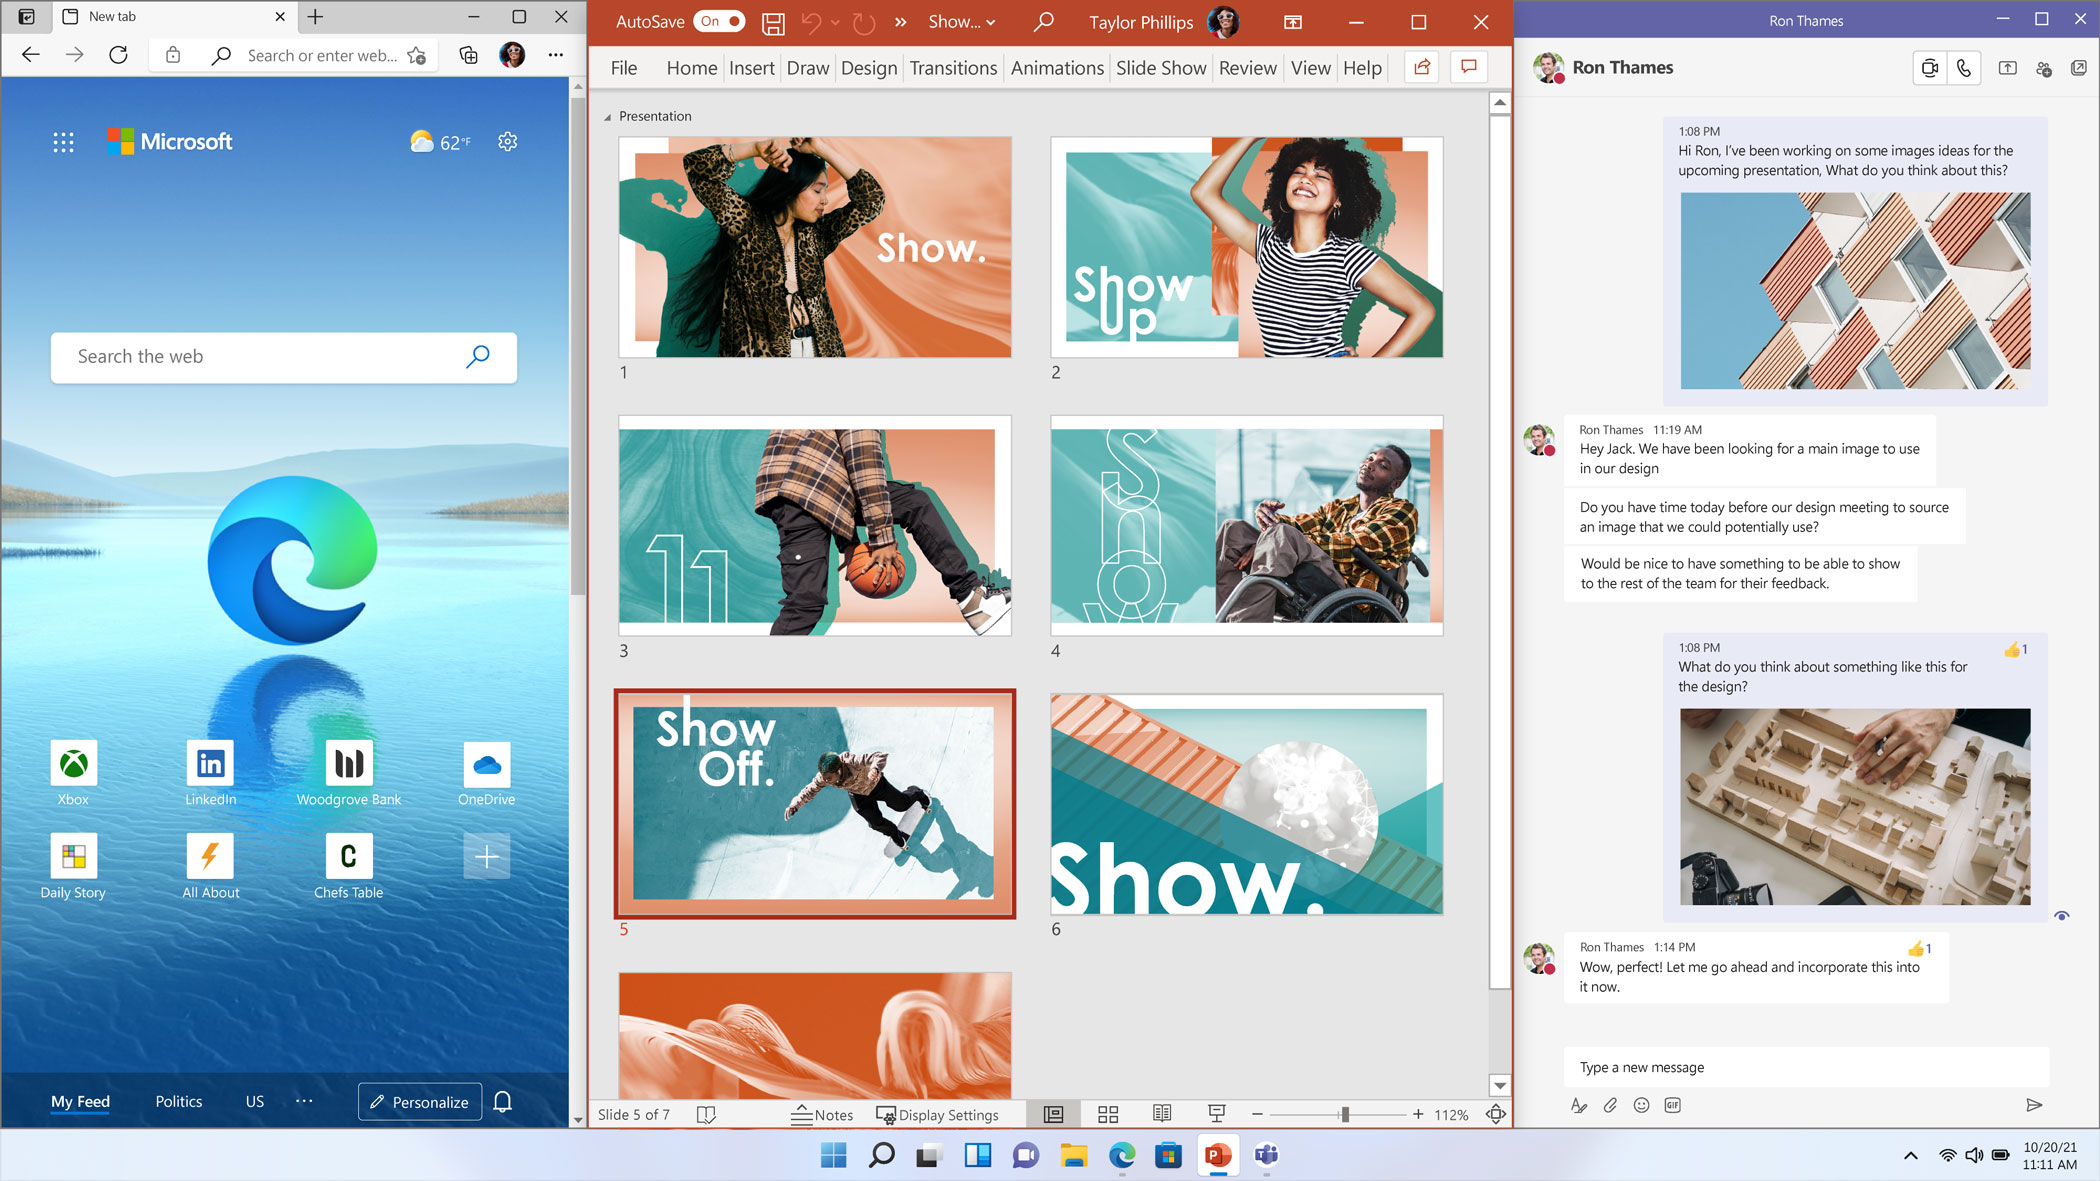 New tab
Search or enter web...
Microsoft
62°F
Search the web
Xbox
LinkedIn
Woodgrove Bank
OneDrive
Daily Story
All About
Chefs Table
My Feed
Politics
US
Personalize
AutoSave
On
Show...
Taylor Phillips
File
Home
Insert
Draw
Design
Transitions
Animations
Slide Show
Review
View
Help
Presentation
Show.
1
Show
Up
2
11
3
Show
4
Show
Off.
5
Show.
6
Slide 5 of 7
Notes
Display Settings
112%
Ron Thames
Ron Thames
1:08 PM
Hi Ron, I've been working on some images ideas for the
upcoming presentation, What do you think about this?
Ron Thames 11:19 AM
Hey Jack. We have been looking for a main image to use
in our design
Do you have time today before our design meeting to source
an image that we could potentially use?
Would be nice to have something to be able to show
to the rest of the team for their feedback.
1:08 PM
1
What do you think about something like this for
the design?
Ron Thames 1:14 PM
1
Wow, perfect! Let me go ahead and incorporate this into
it now.
Type a new message
GIF
10/20/21
11:11 AM